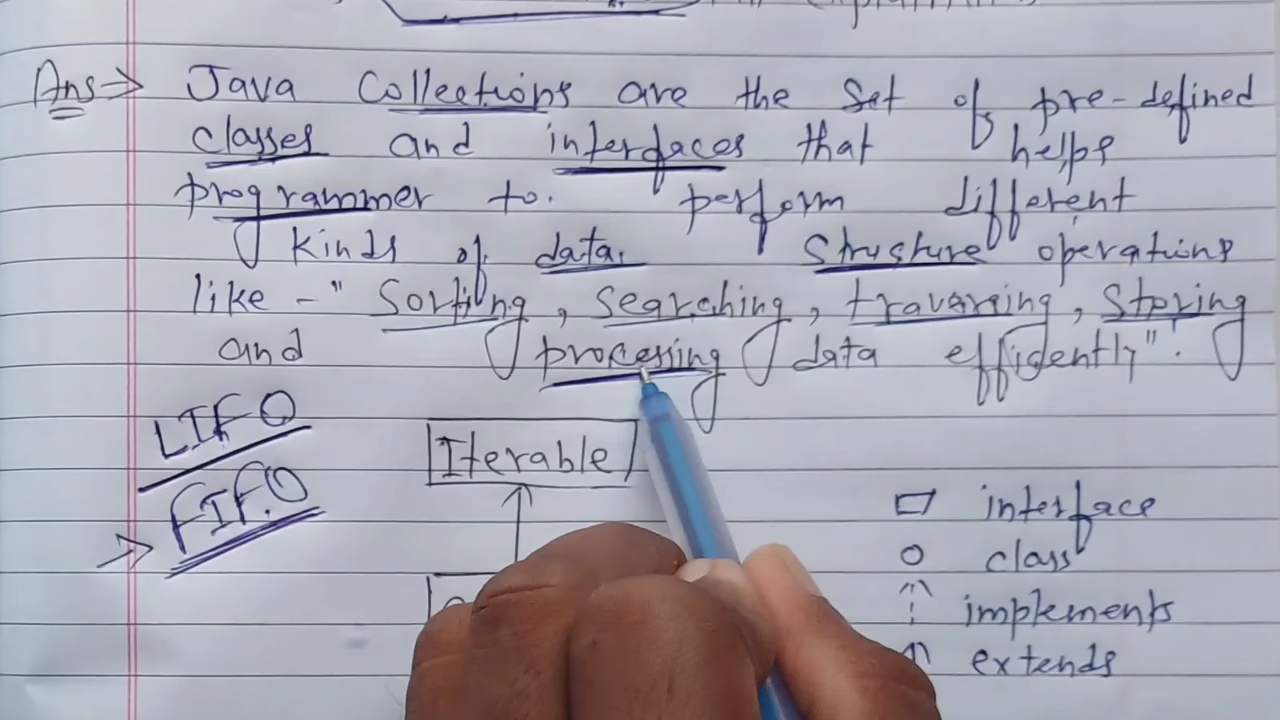 Ans → Java Collections are the Set of pre-defined
classes and interfaces that helps
programmer to. perform different
kinds of data. Structure operations
like - " Sorting, Searching, travarsing, Storing
and processing data efficiently".
LIFO
FIFO
Iterable
interface
class
implements
extends